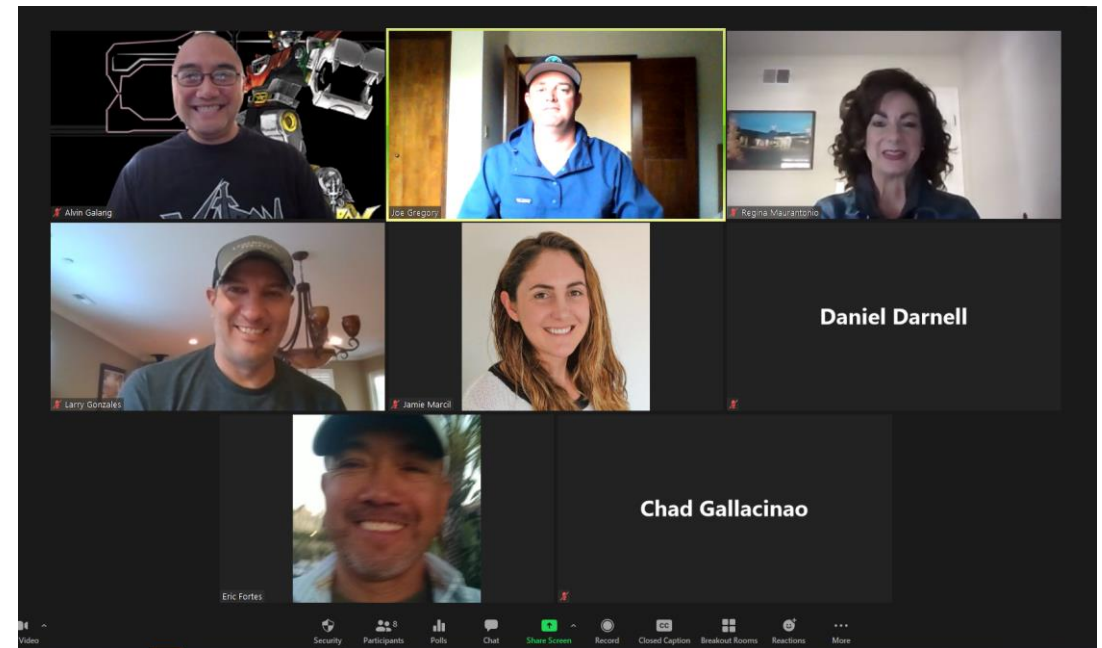 Alvin Galang
Joe Gregory
Regina Maurantonio
Larry Gonzales
Jamie Marcil
Daniel Darnell
Eric Fortes
Chad Gallacinao
Video
Security
Participants
8
Polls
Chat
Share Screen
Record
CC
Closed Caption
Breakout Rooms
Reactions
More